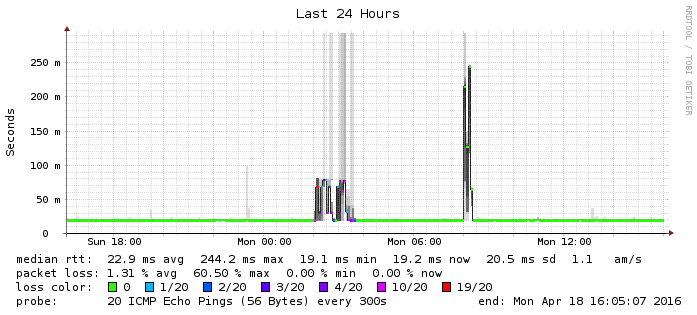 Last 24 Hours
RRDTOOL / TOBI OETIKER
Seconds
250 m
200 m
150 m
100 m
50 m
0
Sun 18:00 Mon 00:00 Mon 06:00 Mon 12:00
median rtt: 22.9 ms avg 244.2 ms max 19.1 ms min 19.2 ms now 20.5 ms sd 1.1 am/s
packet loss: 1.31 % avg 60.50 % max 0.00 % min 0.00 % now
loss color: 0 1/20 2/20 3/20 4/20 10/20 19/20
probe: 20 ICMP Echo Pings (56 Bytes) every 300s end: Mon Apr 18 16:05:07 2016